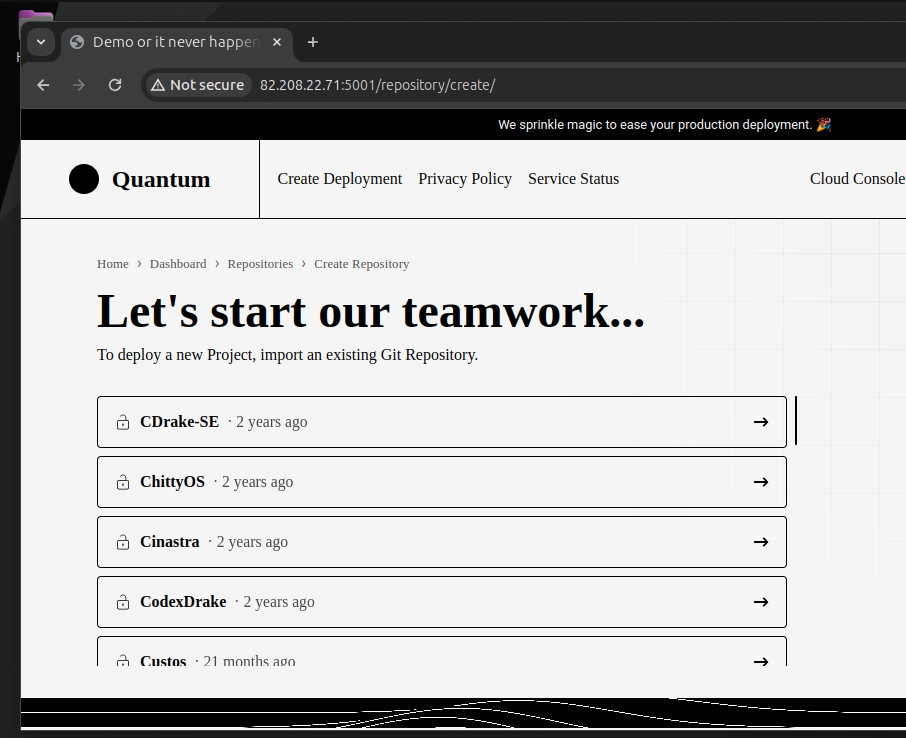 Demo or it never happen
Not secure 82.208.22.71:5001/repository/create/
We sprinkle magic to ease your production deployment. 🎉
Quantum Create Deployment Privacy Policy Service Status Cloud Console
Home › Dashboard › Repositories › Create Repository
Let's start our teamwork...
To deploy a new Project, import an existing Git Repository.
CDrake-SE · 2 years ago →
ChittyOS · 2 years ago →
Cinastra · 2 years ago →
CodexDrake · 2 years ago →
Custos · 21 months ago →